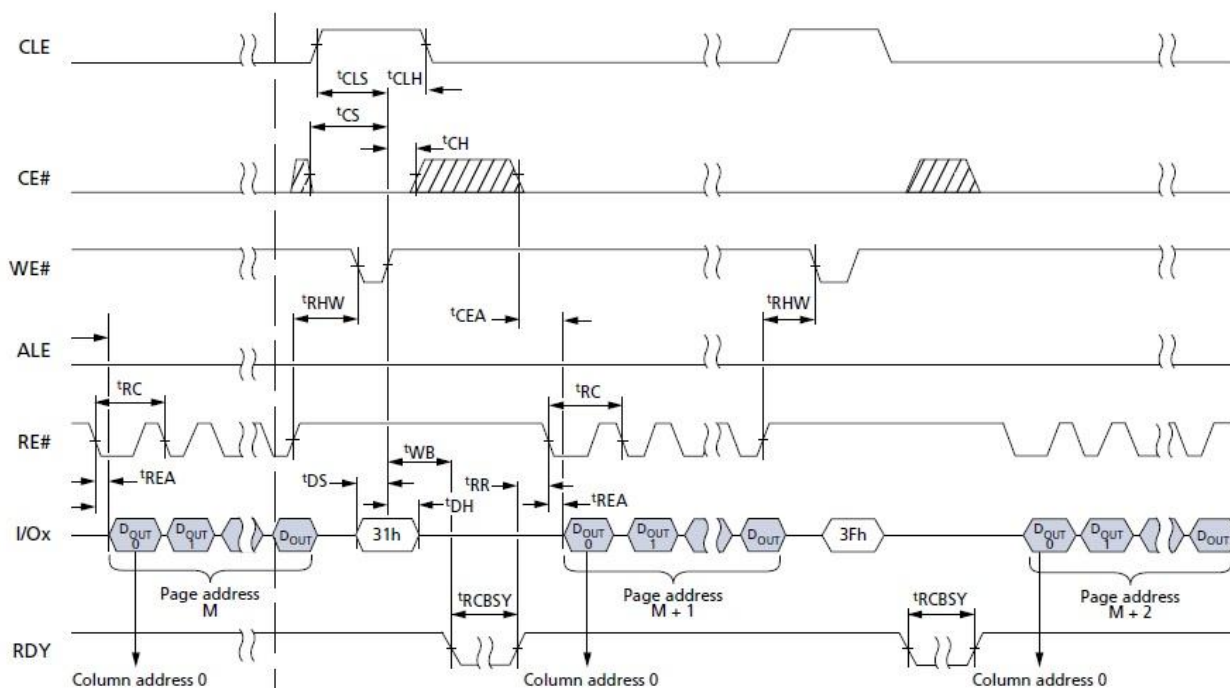 CLE
tCLS
tCLH
tCS
tCH
CE#
WE#
tRHW
tCEA
tRHW
ALE
tRC
tRC
RE#
tWB
tREA
tDS
tRR
tDH
tREA
I/Ox
DOUT 0
DOUT 1
DOUT
31h
DOUT 0
DOUT 1
DOUT
3Fh
DOUT 0
DOUT 1
DOUT
Page address
M
tRCBSY
Page address
M + 1
tRCBSY
Page address
M + 2
RDY
Column address 0
Column address 0
Column address 0